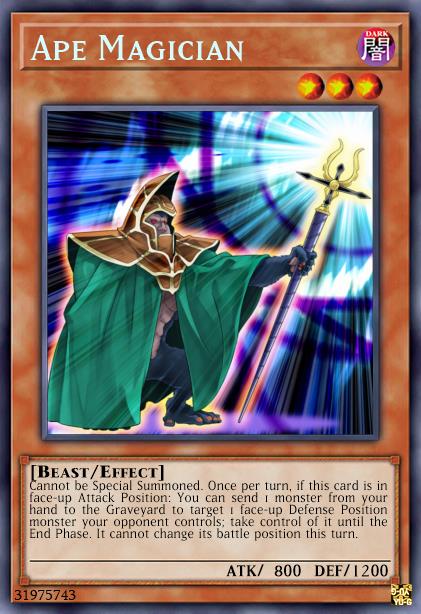 Ape Magician
DARK
闇
[Beast/Effect]
Cannot be Special Summoned. Once per turn, if this card is in
face-up Attack Position: You can send 1 monster from your
hand to the Graveyard to target 1 face-up Defense Position
monster your opponent controls; take control of it until the
End Phase. It cannot change its battle position this turn.
ATK/ 800 DEF/1200
31975743